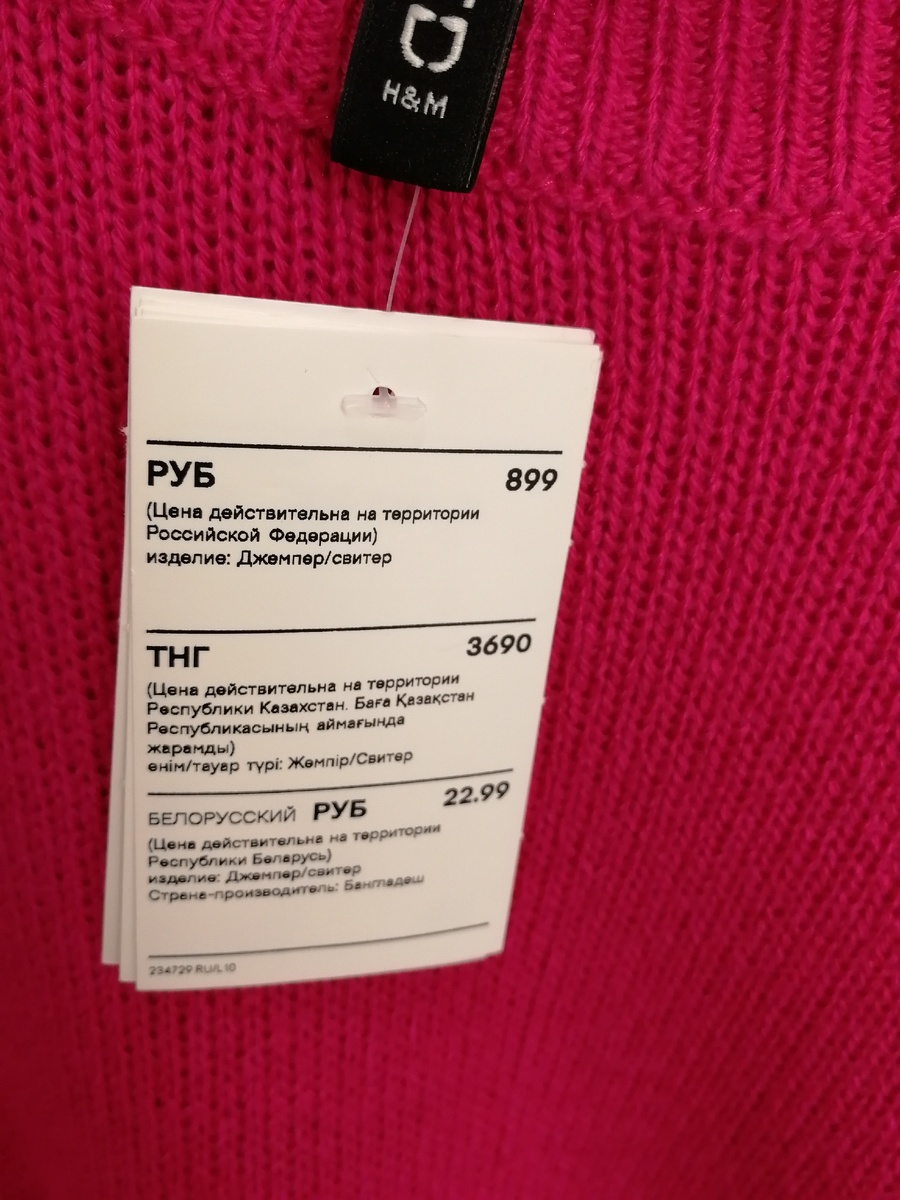 H&M
РУБ 899
(Цена действительна на территории
Российской Федерации)
изделие: Джемпер/свитер
ТНГ 3690
(Цена действительна на территории
Республики Казахстан. Баға Қазақстан
Республикасының аймағында
жарамды)
өнім/тауар түрі: Жемпір/Свитер
БЕЛОРУССКИЙ РУБ 22.99
(Цена действительна на территории
Республики Беларусь)
изделие: Джемпер/свитер
Страна-производитель: Бангладеш
234729 RU/L10